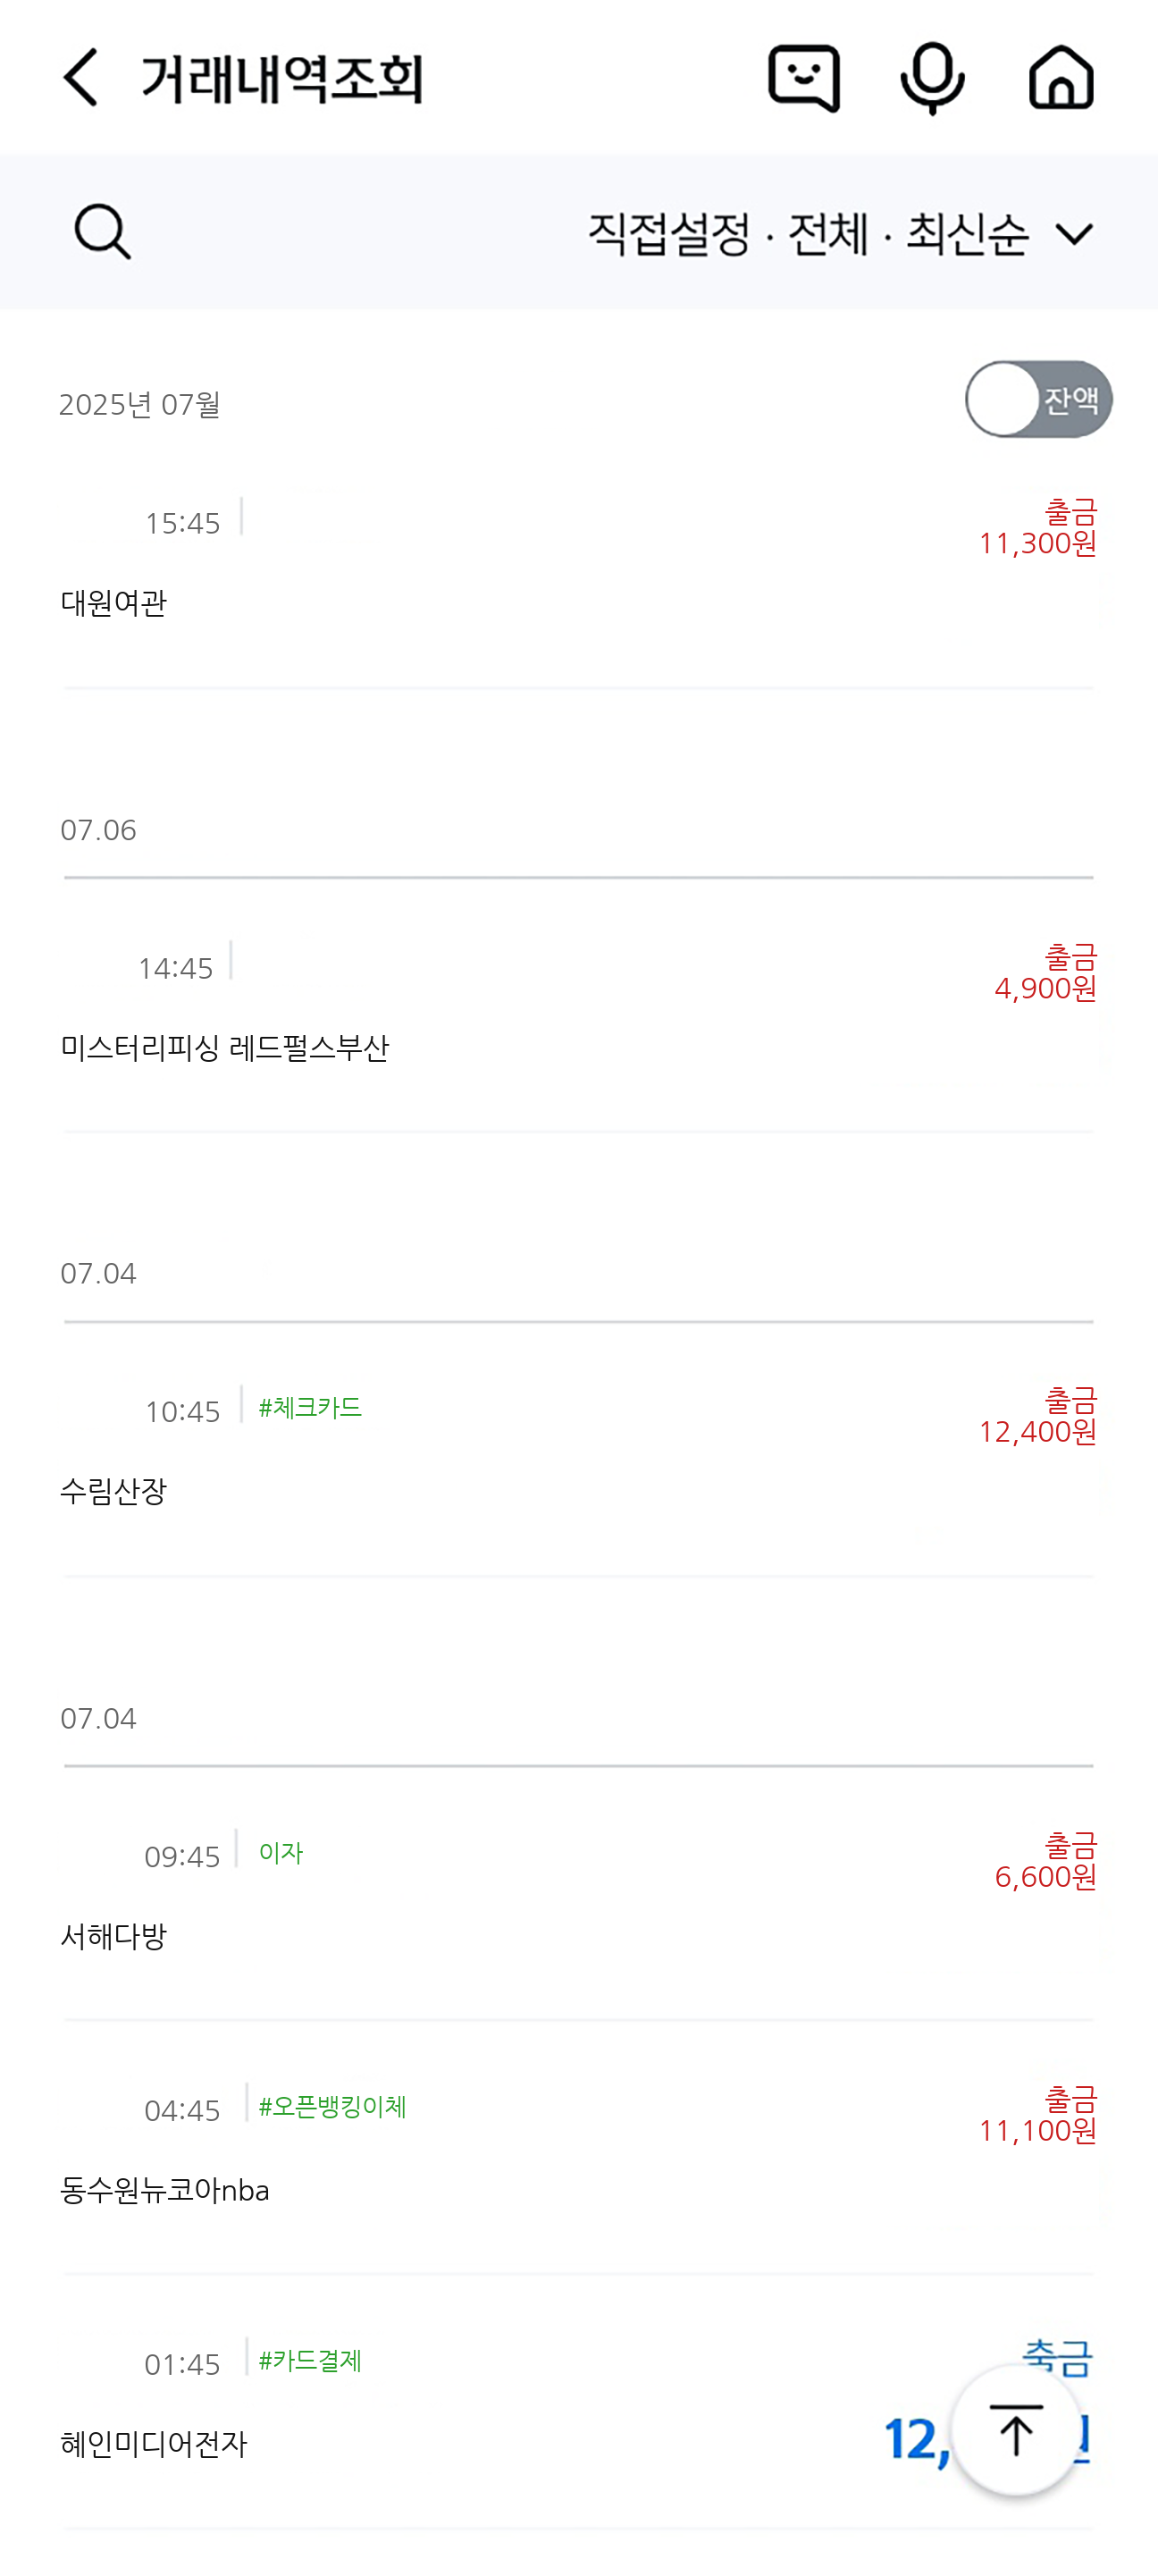 거래내역조회
직접설정 · 전체 · 최신순
2025년 07월
잔액
15:45
출금
11,300원
대원여관
07.06
14:45
출금
4,900원
미스터리피싱 레드펄스부산
07.04
10:45 #체크카드
출금
12,400원
수림산장
07.04
09:45 이자
출금
6,600원
서해다방
04:45 #오픈뱅킹이체
출금
11,100원
동수원뉴코아nba
01:45 #카드결제
혜인미디어전자
12,